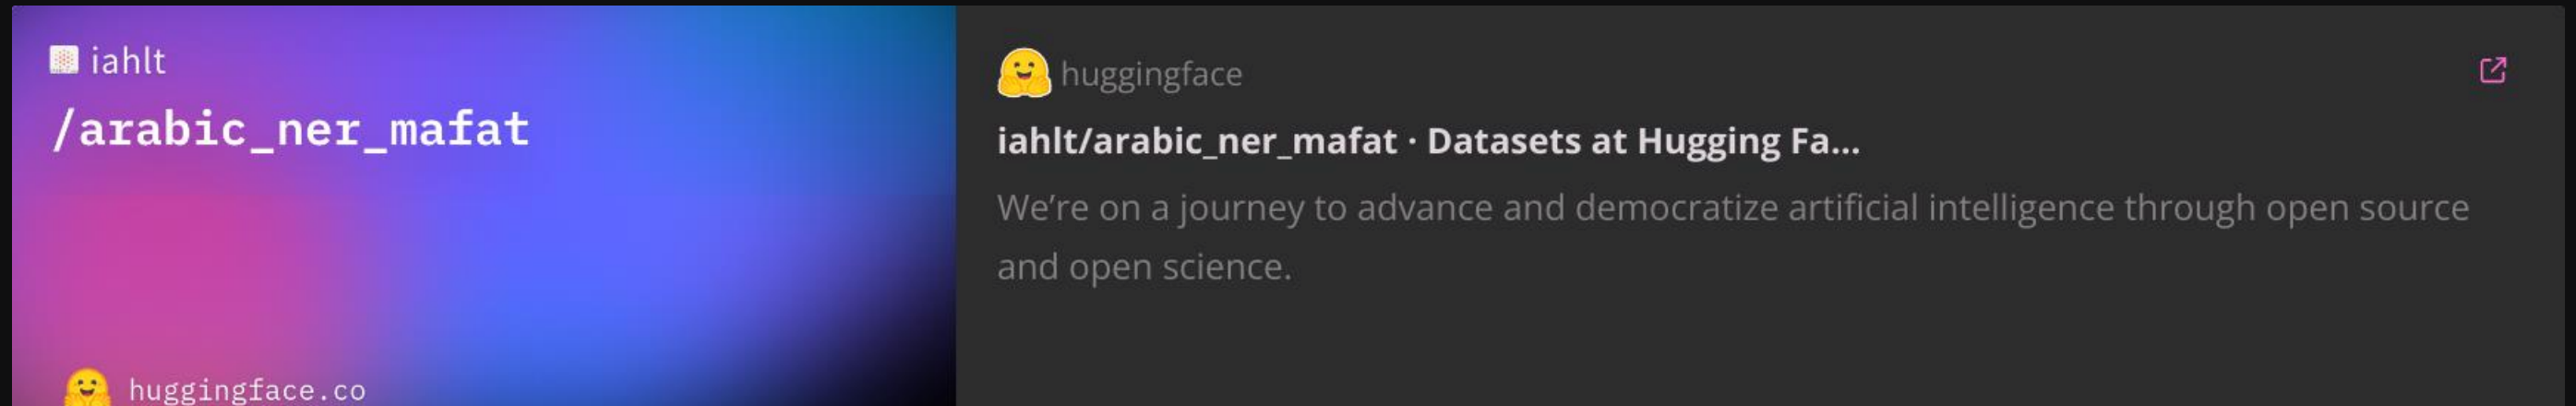 iahlt
/arabic_ner_mafat
huggingface.co
huggingface
iahlt/arabic_ner_mafat · Datasets at Hugging Fa...
We're on a journey to advance and democratize artificial intelligence through open source
and open science.